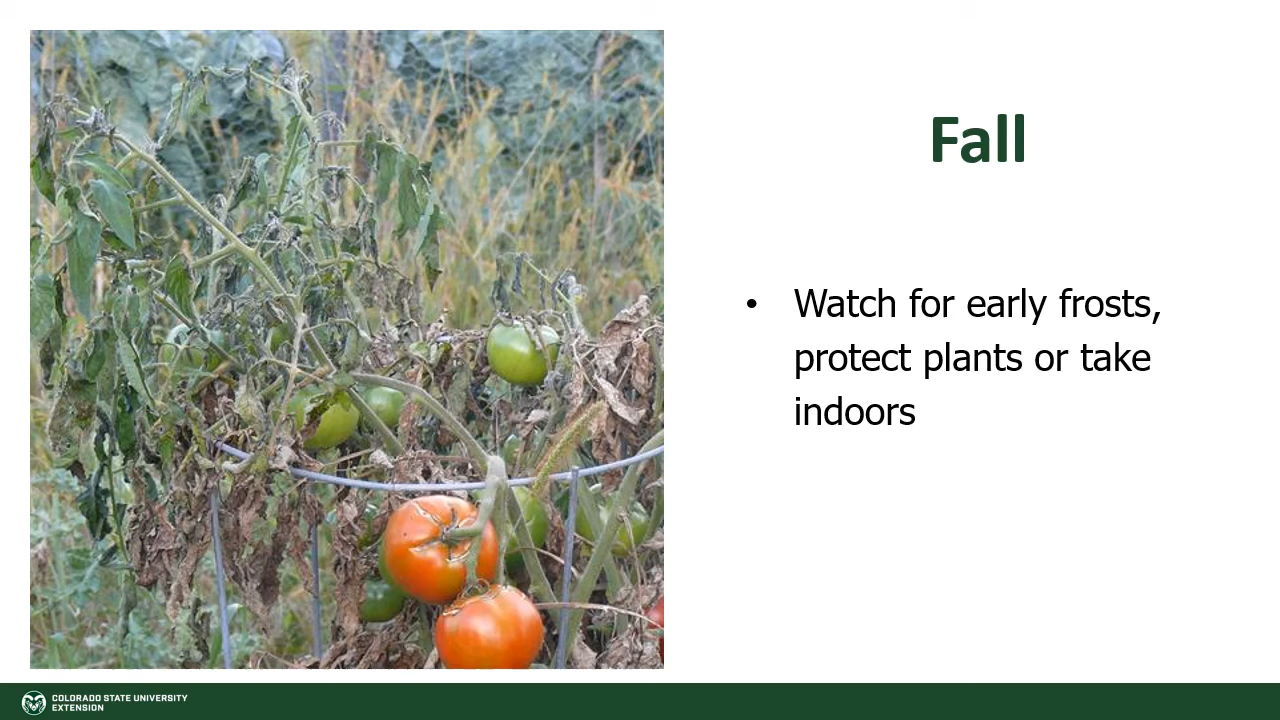 Fall
• Watch for early frosts,
protect plants or take
indoors
COLORADO STATE UNIVERSITY
EXTENSION